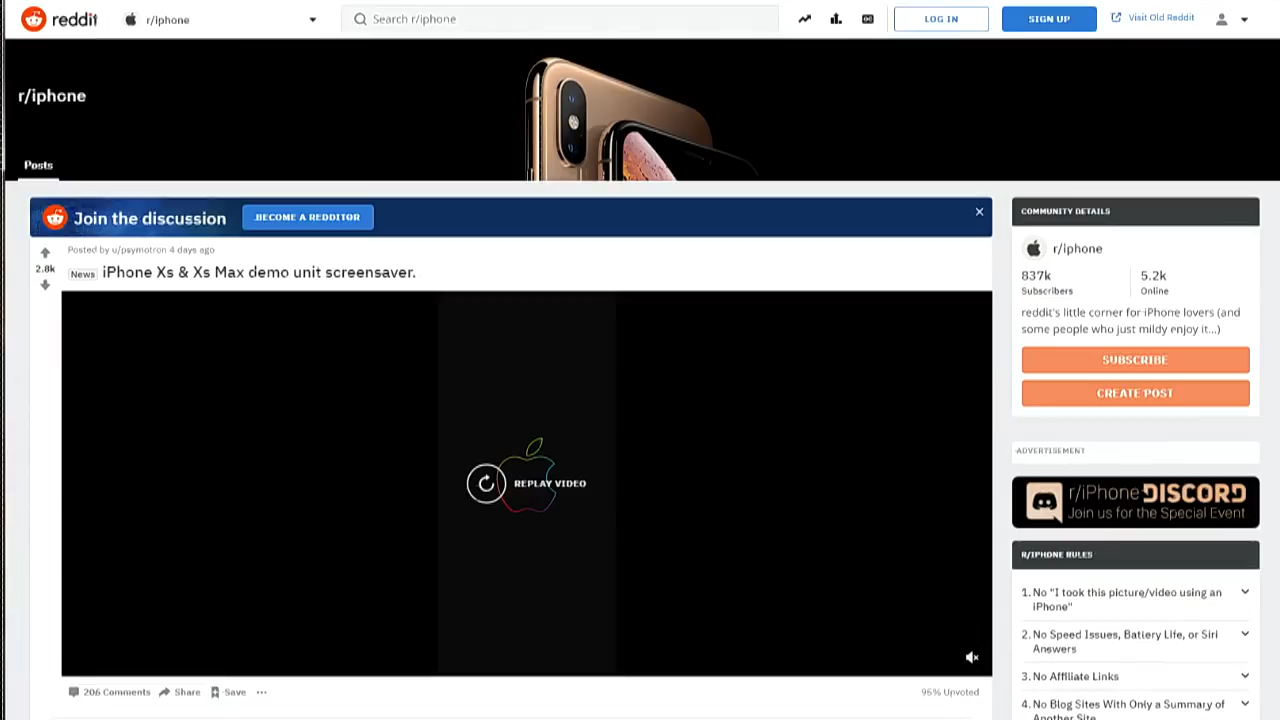 reddit
r/iphone
Search r/iphone
LOG IN
SIGN UP
Visit Old Reddit
r/iphone
Posts
Join the discussion
BECOME A REDDITOR
Posted by u/psymotron 4 days ago
2.8k
News
iPhone Xs & Xs Max demo unit screensaver.
REPLAY VIDEO
206 Comments
Share
Save
95% Upvoted
COMMUNITY DETAILS
r/iphone
837k
5.2k
Subscribers
Online
reddit's little corner for iPhone lovers (and
some people who just mildy enjoy it...)
SUBSCRIBE
CREATE POST
ADVERTISEMENT
r/iPhone DISCORD
Join us for the Special Event
R/IPHONE RULES
1. No "I took this picture/video using an
iPhone"
2. No Speed Issues, Battery Life, or Siri
Answers
3. No Affiliate Links
4. No Blog Sites With Only a Summary of
Another Site